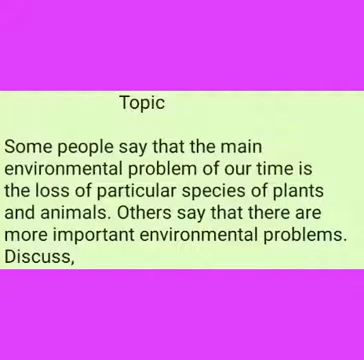 Topic
Some people say that the main
environmental problem of our time is
the loss of particular species of plants
and animals. Others say that there are
more important environmental problems.
Discuss,